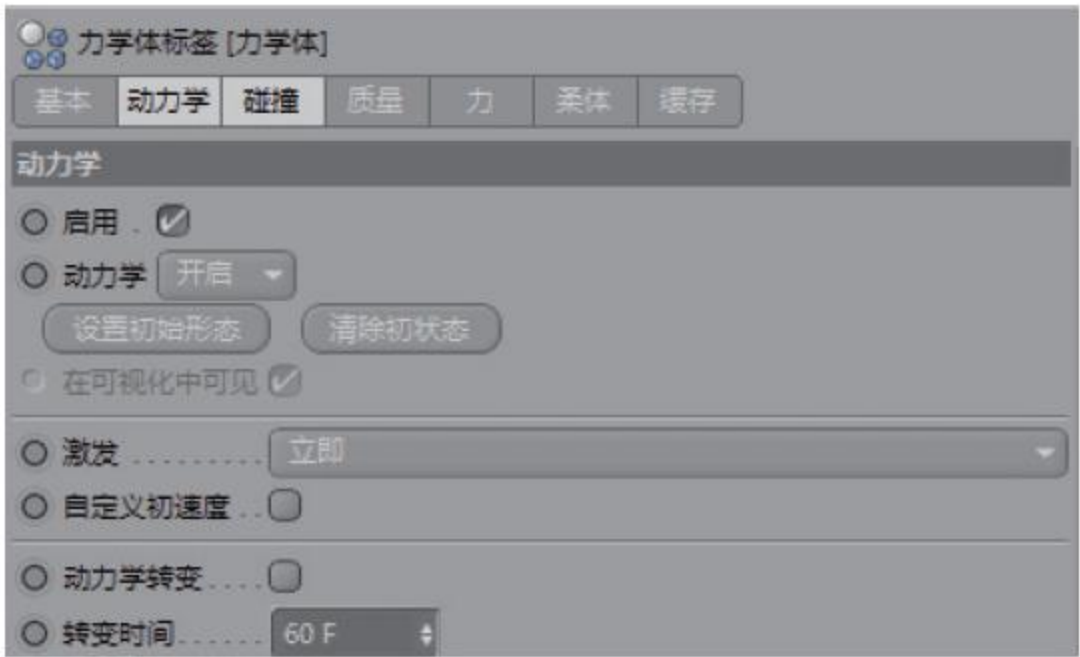 力学体标签 [力学体]
基本 动力学 碰撞 质量 力 柔体 缓存
动力学
启用 .
动力学 开启
设置初始形态 清除初状态
在可视化中可见
激发 ......... 立即
自定义初速度 ..
动力学转变 ....
转变时间 ...... 60 F